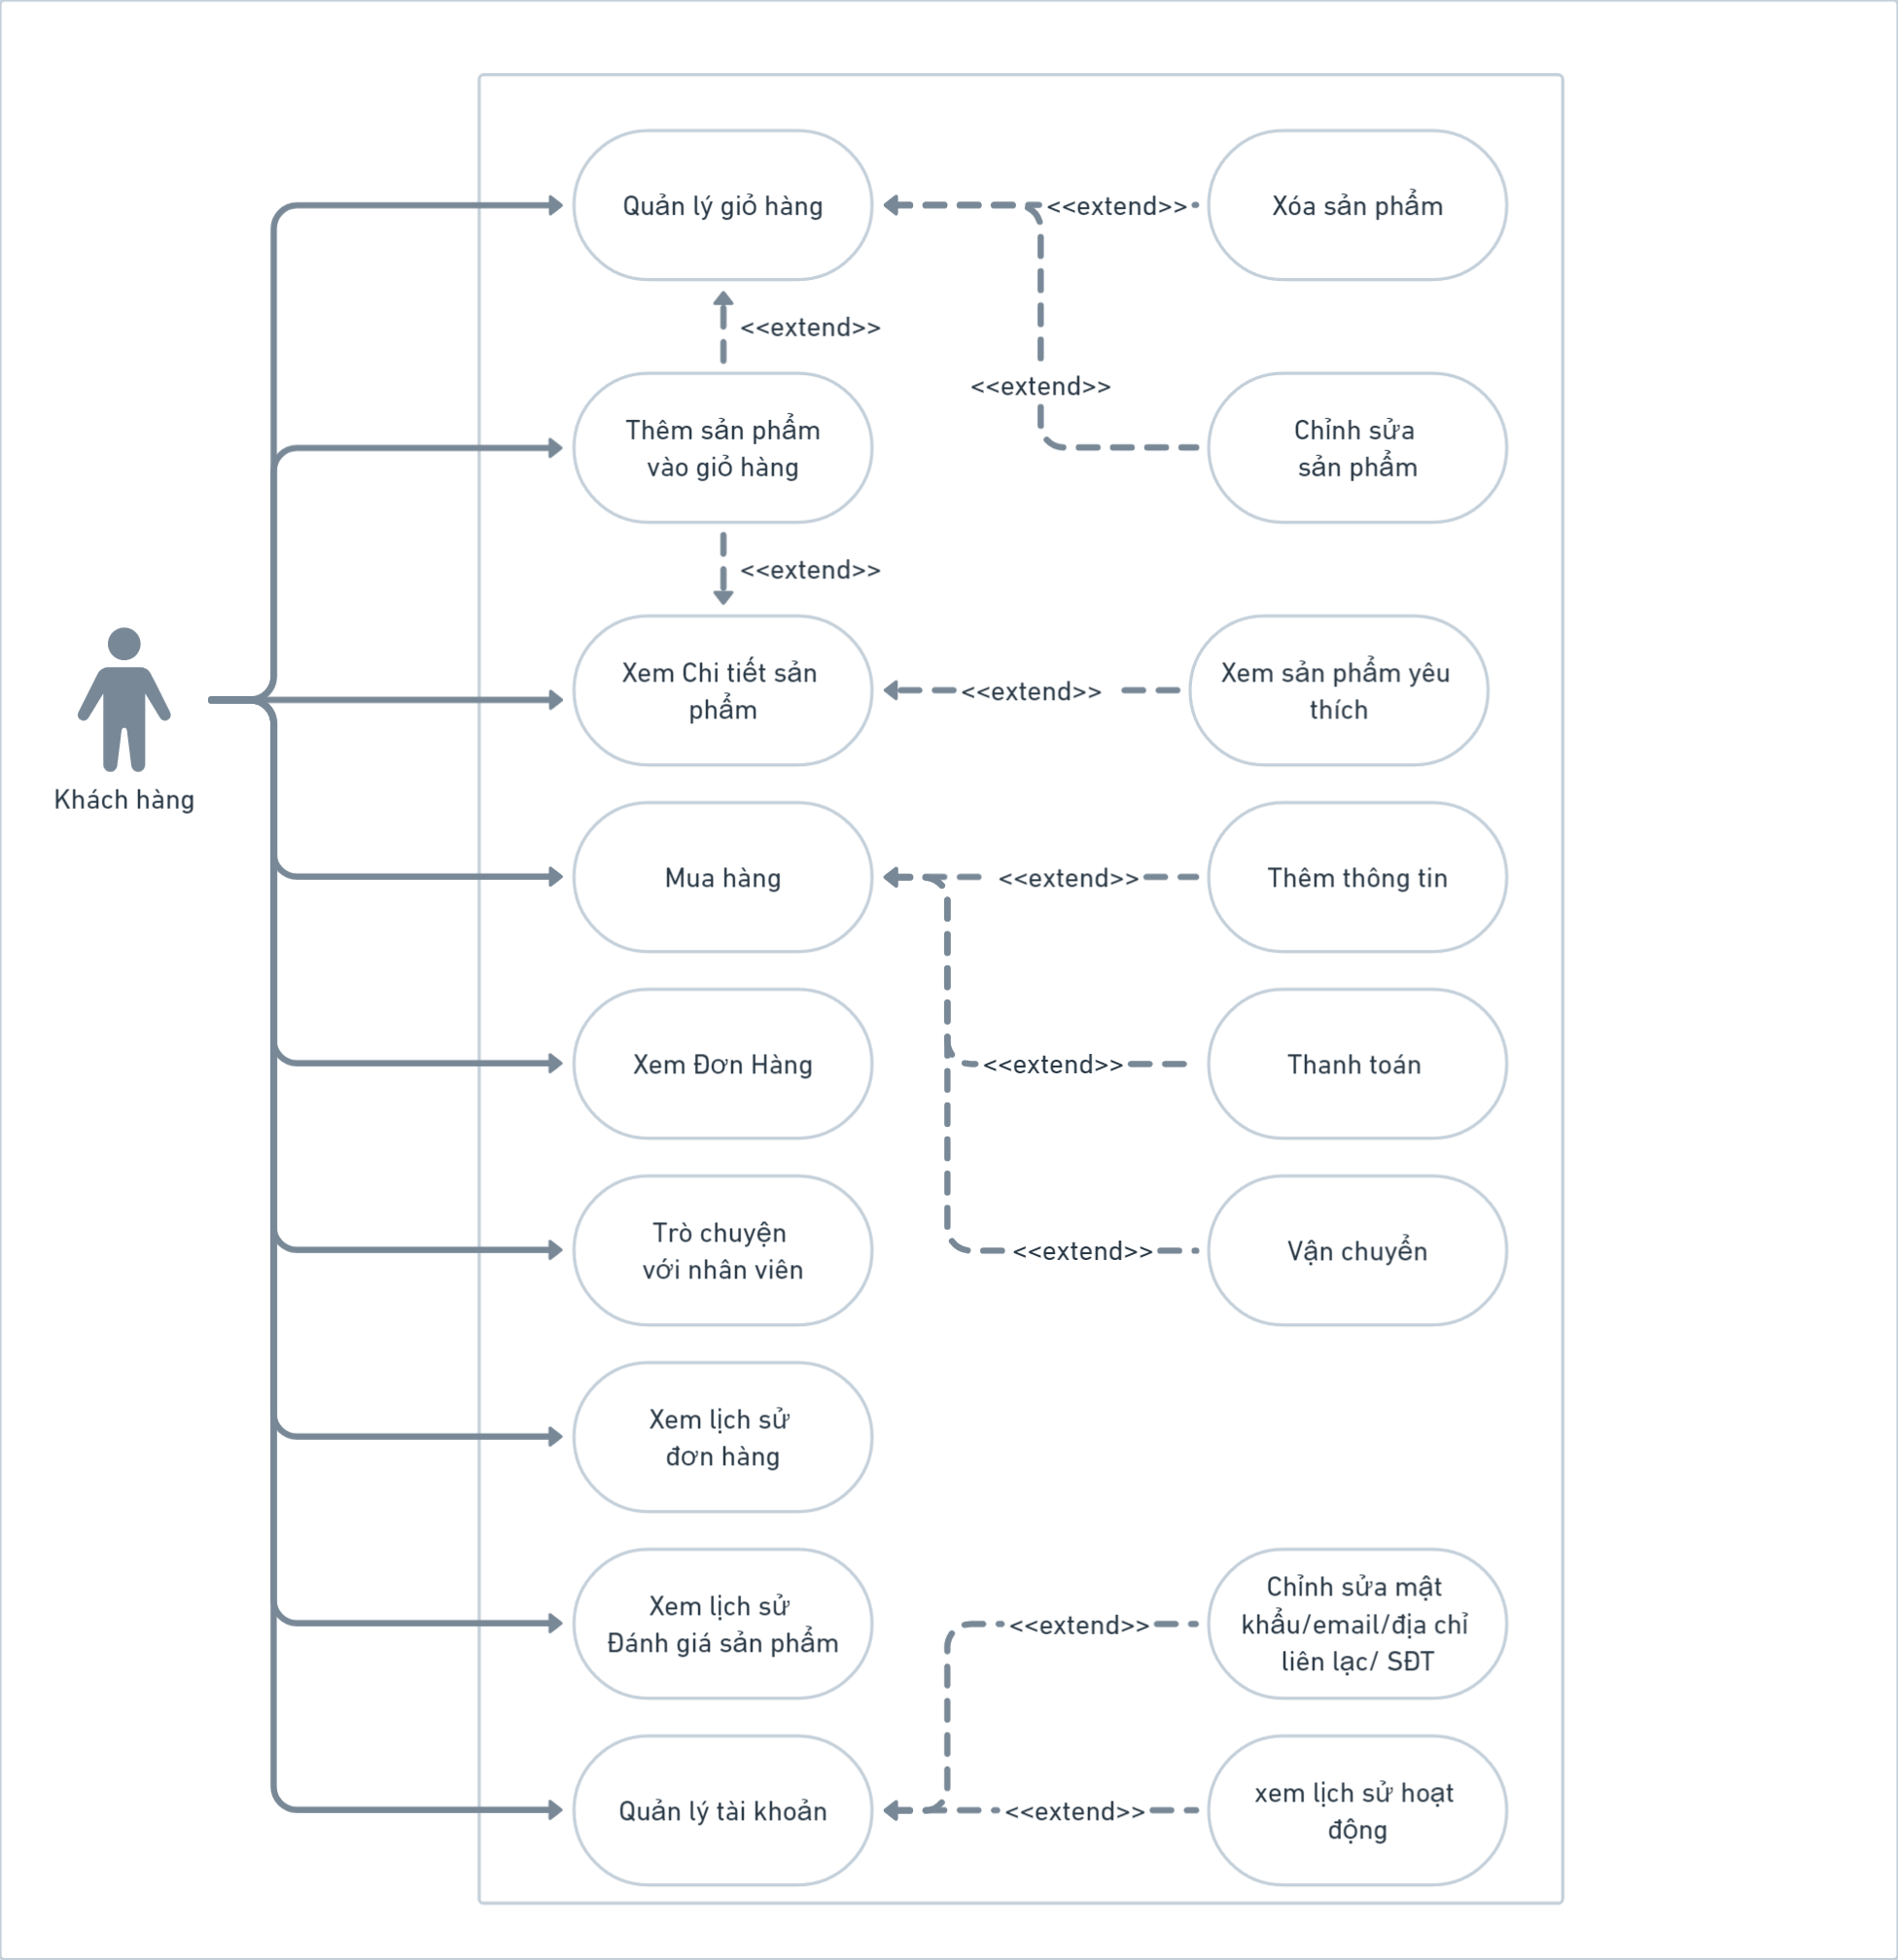 Quản lý giỏ hàng
<<extend>>
Xóa sản phẩm
<<extend>>
<<extend>>
Thêm sản phẩm
vào giỏ hàng
Chỉnh sửa
sản phẩm
<<extend>>
Xem Chi tiết sản
phẩm
<<extend>>
Xem sản phẩm yêu
thích
Khách hàng
Mua hàng
<<extend>>
Thêm thông tin
Xem Đơn Hàng
<<extend>>
Thanh toán
Trò chuyện
với nhân viên
<<extend>>
Vận chuyển
Xem lịch sử
đơn hàng
Xem lịch sử
Đánh giá sản phẩm
<<extend>>
Chỉnh sửa mật
khẩu/email/địa chỉ
liên lạc/ SĐT
Quản lý tài khoản
<<extend>>
xem lịch sử hoạt
động